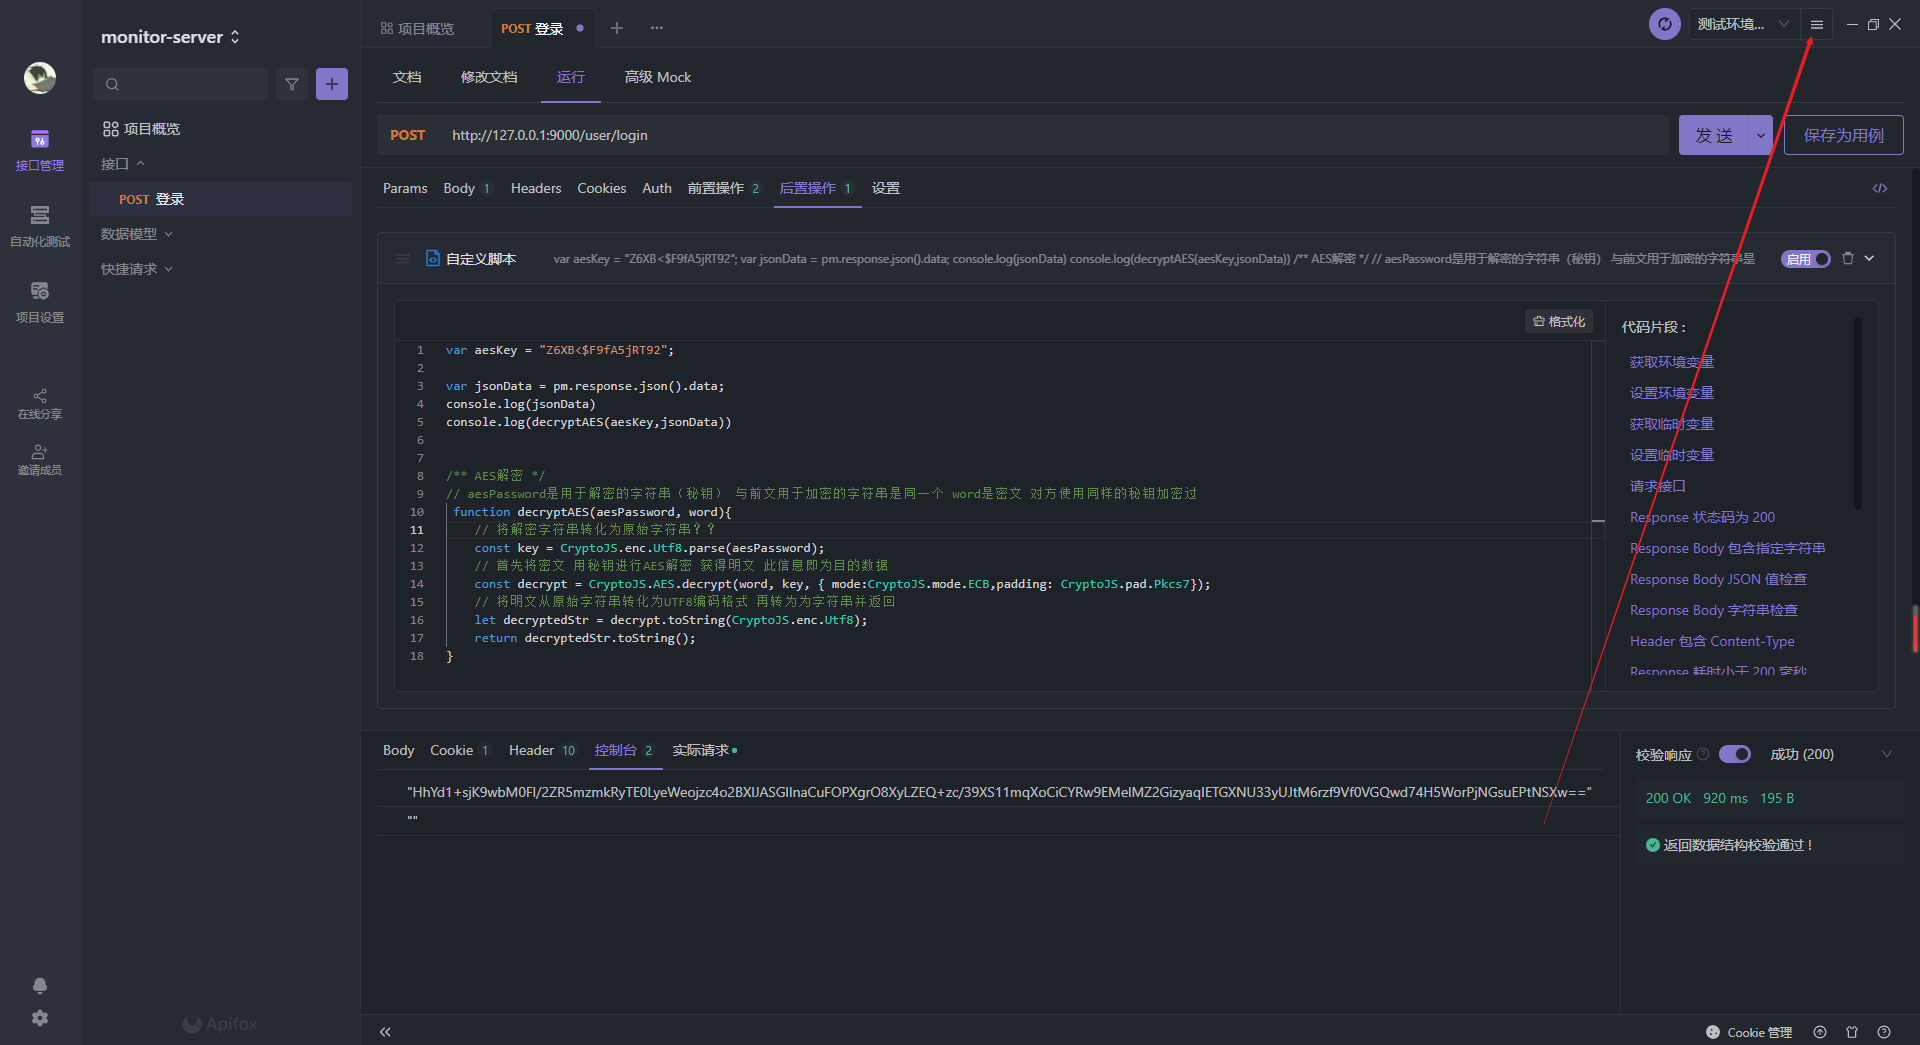 monitor-server
项目概览
POST 登录
测试环境...
文档
修改文档
运行
高级 Mock
POST
http://127.0.0.1:9000/user/login
发 送
保存为用例
接口管理
自动化测试
项目设置
在线分享
邀请成员
项目概览
接口
POST 登录
数据模型
快捷请求
Params
Body 1
Headers
Cookies
Auth
前置操作 2
后置操作 1
设置
自定义脚本
var aesKey = "Z6XB<$F9fA5jRT92"; var jsonData = pm.response.json().data; console.log(jsonData) console.log(decryptAES(aesKey,jsonData)) /** AES解密 */ // aesPassword是用于解密的字符串（秘钥） 与前文用于加密的字符串是
启用
格式化
1 var aesKey = "Z6XB<$F9fA5jRT92";
2
3 var jsonData = pm.response.json().data;
4 console.log(jsonData)
5 console.log(decryptAES(aesKey,jsonData))
6
7
8 /** AES解密 */
9 // aesPassword是用于解密的字符串（秘钥） 与前文用于加密的字符串是同一个 word是密文 对方使用同样的秘钥加密过
10 function decryptAES(aesPassword, word){
11 // 将解密字符串转化为原始字符串？？
12 const key = CryptoJS.enc.Utf8.parse(aesPassword);
13 // 首先将密文 用秘钥进行AES解密 获得明文 此信息即为目的数据
14 const decrypt = CryptoJS.AES.decrypt(word, key, { mode:CryptoJS.mode.ECB,padding: CryptoJS.pad.Pkcs7});
15 // 将明文从原始字符串转化为UTF8编码格式 再转为为字符串并返回
16 let decryptedStr = decrypt.toString(CryptoJS.enc.Utf8);
17 return decryptedStr.toString();
18 }
代码片段：
获取环境变量
设置环境变量
获取临时变量
设置临时变量
请求接口
Response 状态码为 200
Response Body 包含指定字符串
Response Body JSON 值检查
Response Body 字符串检查
Header 包含 Content-Type
Response 耗时小于 200 毫秒
Body
Cookie 1
Header 10
控制台 2
实际请求
"HhYd1+sjK9wbM0Fl/2ZR5mzmkRyTE0LyeWeojzc4o2BXIJASGIlnaCuFOPXgrO8XyLZEQ+zc/39XS11mqXoCiCYRw9EMelMZ2GizyaqIETGXNU33yUJtM6rzf9Vf0VGQwd74H5WorPjNGsuEPtNSXw=="
""
校验响应
成功 (200)
200 OK 920 ms 195 B
返回数据结构校验通过！
Apifox
Cookie 管理